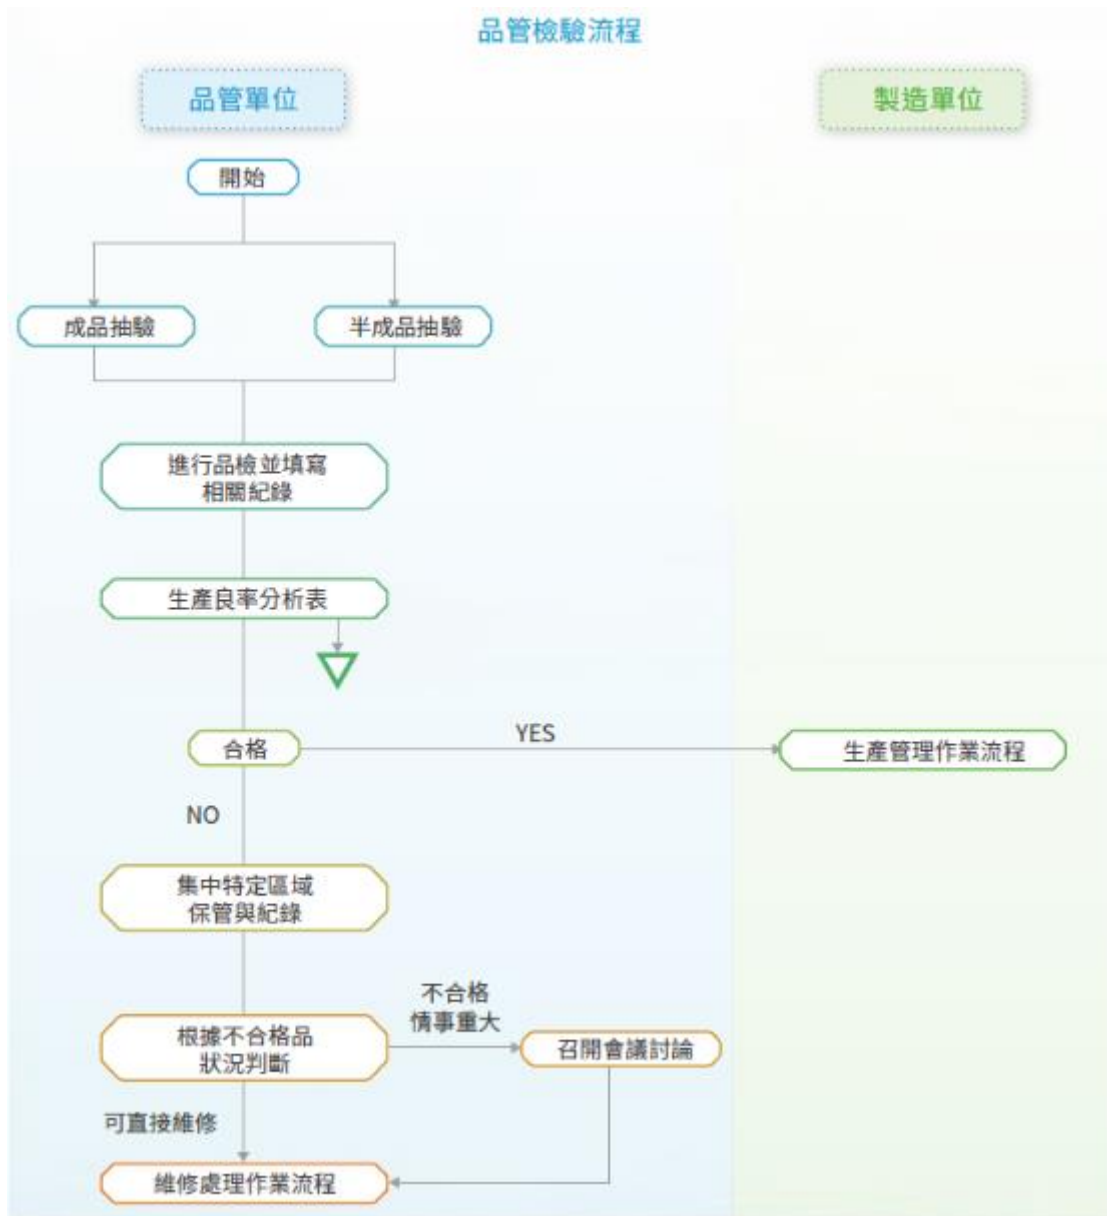 品管檢驗流程
品管單位
製造單位
開始
成品抽驗
半成品抽驗
進行品檢並填寫
相關紀錄
生產良率分析表
合格
YES
生產管理作業流程
NO
集中特定區域
保管與紀錄
不合格
情事重大
根據不合格品
狀況判斷
召開會議討論
可直接維修
維修處理作業流程